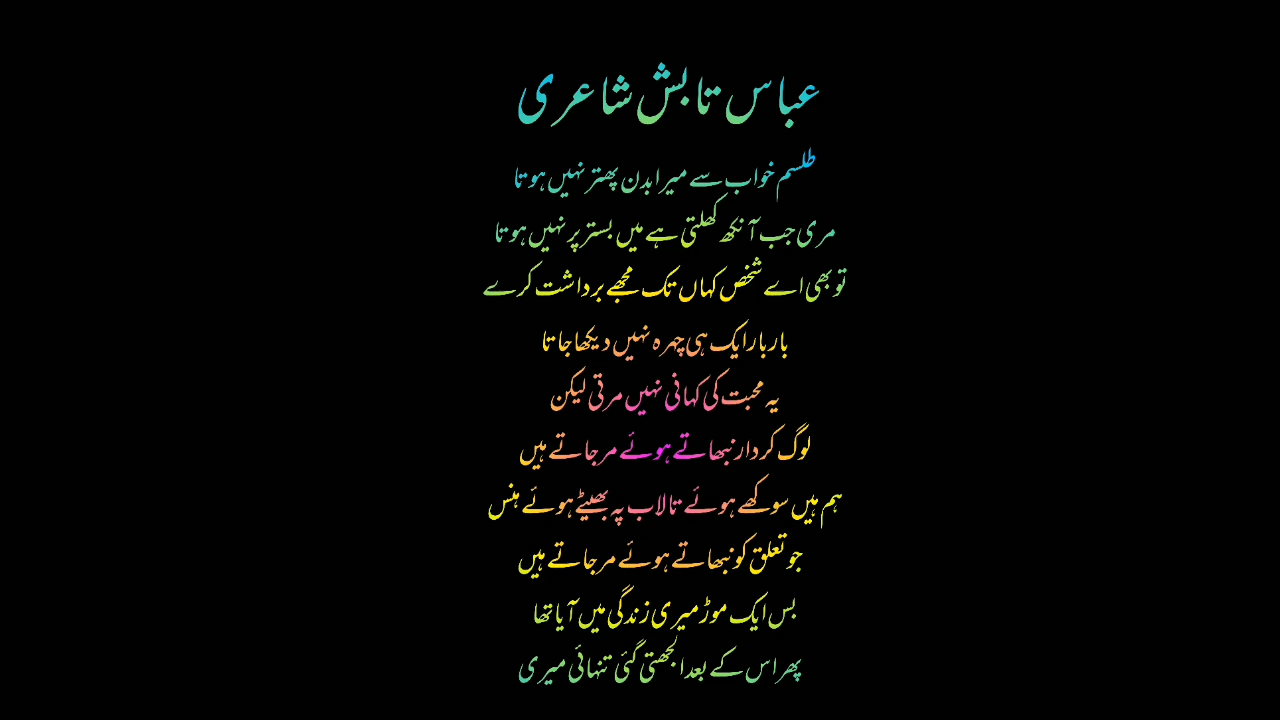 عباس تابش شاعری
طلسم خواب سے میرا بدن پھتر نہیں ہوتا
مری جب آنکھ کھلتی ہے میں بستر پر نہیں ہوتا
تو بھی اے شخص کہاں تک مجھے برداشت کرے
بار بار ایک ہی چہرہ نہیں دیکھا جاتا
یہ محبت کی کہانی نہیں مرتی لیکن
لوگ کردار نبھاتے ہوئے مر جاتے ہیں
ہم ہیں سوکھے ہوئے تالاب پہ بھیٹے ہوئے ہنس
جو تعلق کو نبھاتے ہوئے مر جاتے ہیں
بس ایک موڑ میری زندگی میں آیا تھا
پھر اس کے بعد الجھتی گئی تنہائی میری